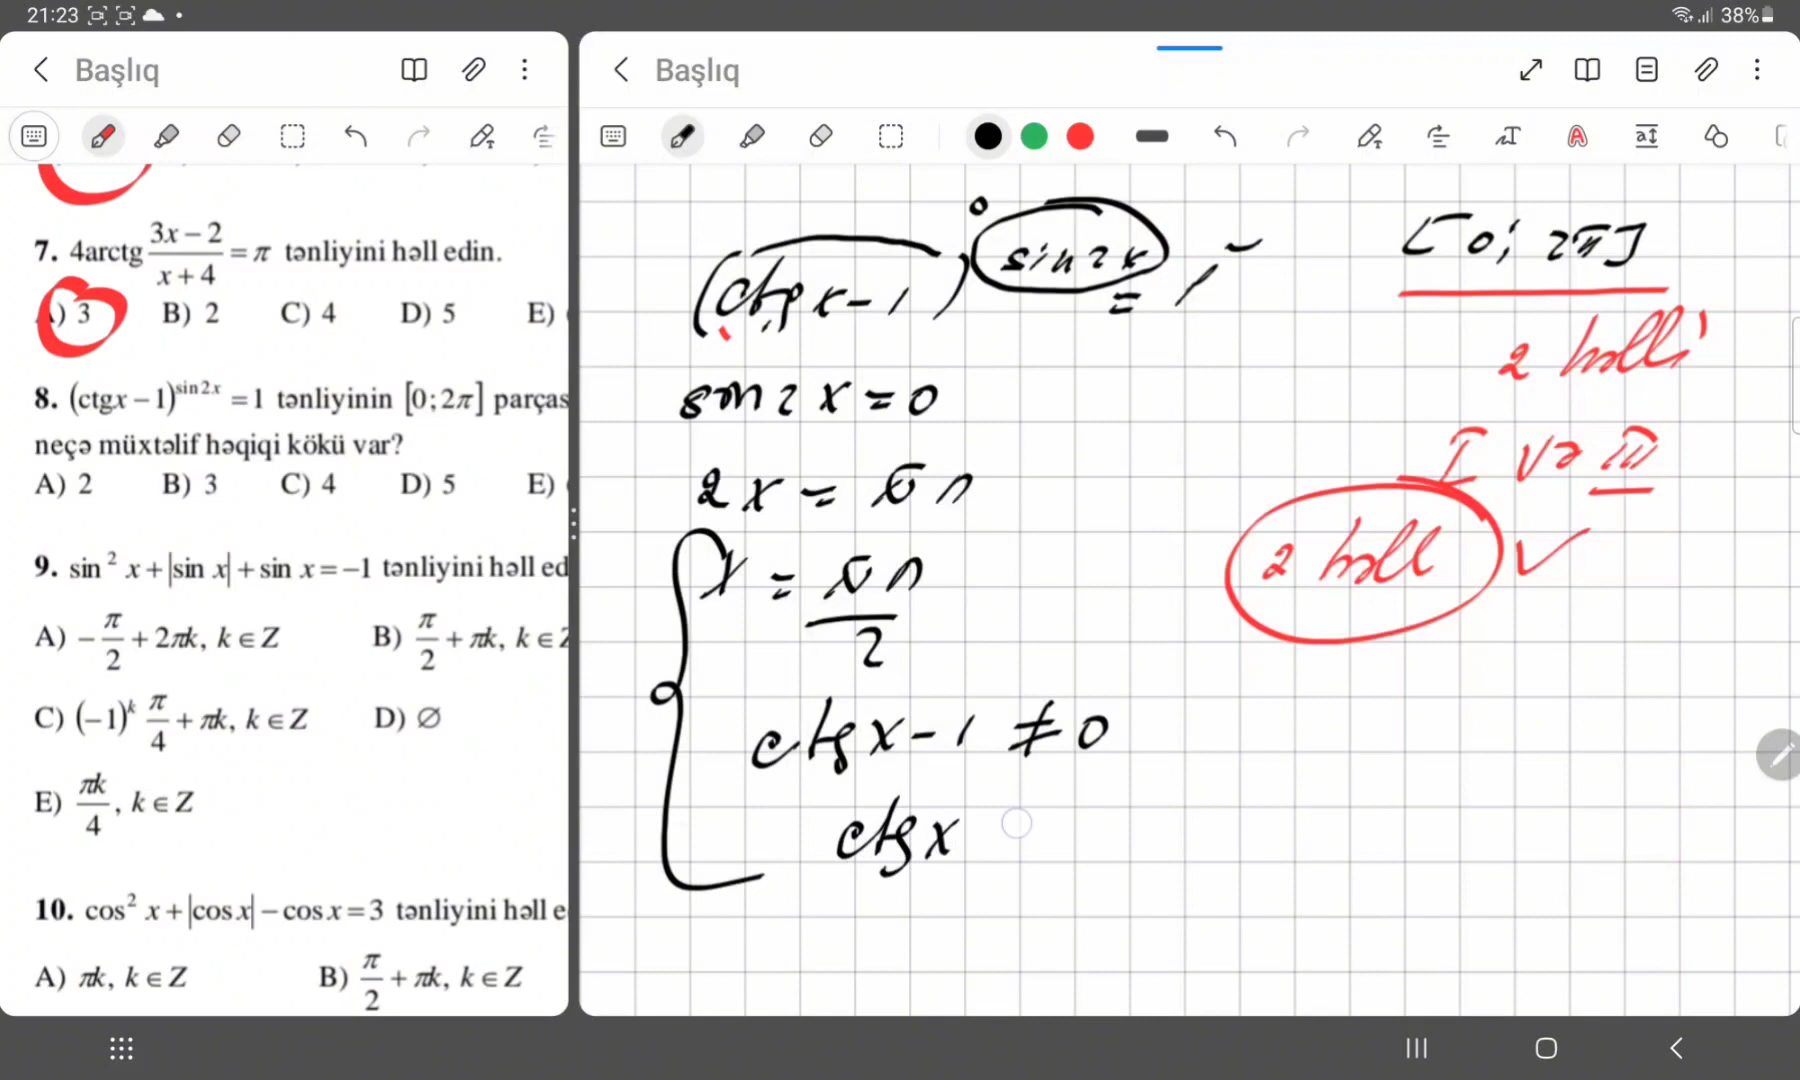 21:23
38%
Başlıq
7. 4arctg (3x − 2)/(x + 4) = π tənliyini həll edin.
A) 3 B) 2 C) 4 D) 5 E)
8. (ctgx − 1)^sin2x = 1 tənliyinin [0;2π] parças
neçə müxtəlif həqiqi kökü var?
A) 2 B) 3 C) 4 D) 5 E)
9. sin² x + |sin x| + sin x = −1 tənliyini həll ed
A) −π/2 + 2πk, k ∈ Z B) π/2 + πk, k ∈ Z
C) (−1)^k π/4 + πk, k ∈ Z D) ∅
E) πk/4, k ∈ Z
10. cos² x + |cos x| − cos x = 3 tənliyini həll e
A) πk, k ∈ Z B) π/2 + πk, k ∈ Z
Başlıq
(ctgx−1)^sin2x = 1
0
sin2x=0
2x = πn
x = πn/2
ctgx−1 ≠ 0
ctgx
[0; 2π]
2 həlli
I və III
2 həll ✓